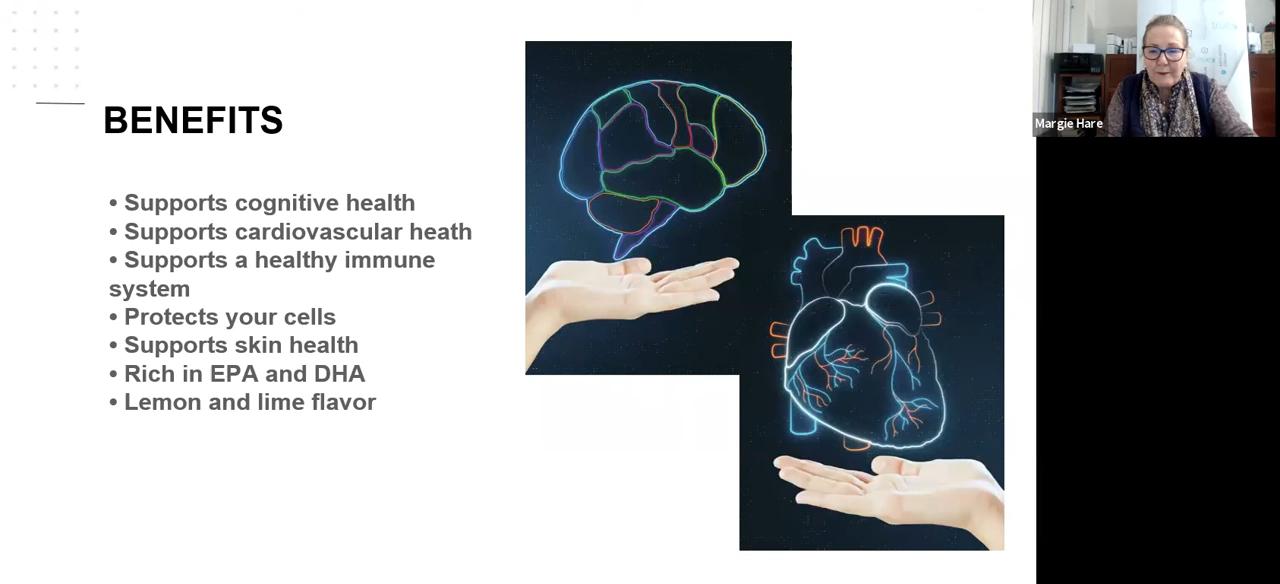 BENEFITS
• Supports cognitive health
• Supports cardiovascular heath
• Supports a healthy immune
system
• Protects your cells
• Supports skin health
• Rich in EPA and DHA
• Lemon and lime flavor
Margie Hare